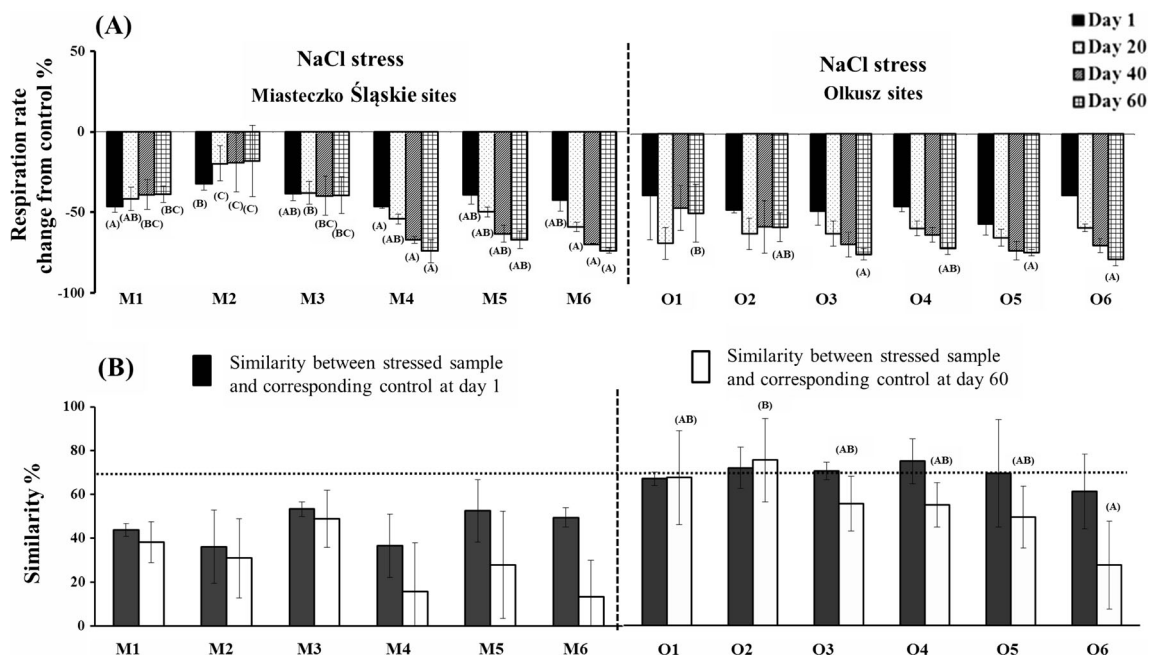 (A)
Day 1
Day 20
Day 40
Day 60
NaCl stress
Miasteczko Śląskie sites
NaCl stress
Olkusz sites
Respiration rate
change from control %
50
0
-50
-100
(A)
(AB)
(BC)
(BC)
(B)
(C)
(C)
(C)
(AB)
(B)
(BC)
(BC)
(A)
(AB)
(A)
(A)
(AB)
(AB)
(AB)
(AB)
(AB)
(AB)
(A)
(A)
(B)
(AB)
(A)
(AB)
(A)
(A)
M1 M2 M3 M4 M5 M6 O1 O2 O3 O4 O5 O6
(B)
Similarity between stressed sample
and corresponding control at day 1
Similarity between stressed sample
and corresponding control at day 60
Similarity %
100
80
60
40
20
0
(AB)
(B)
(AB)
(AB)
(AB)
(A)
M1 M2 M3 M4 M5 M6 O1 O2 O3 O4 O5 O6